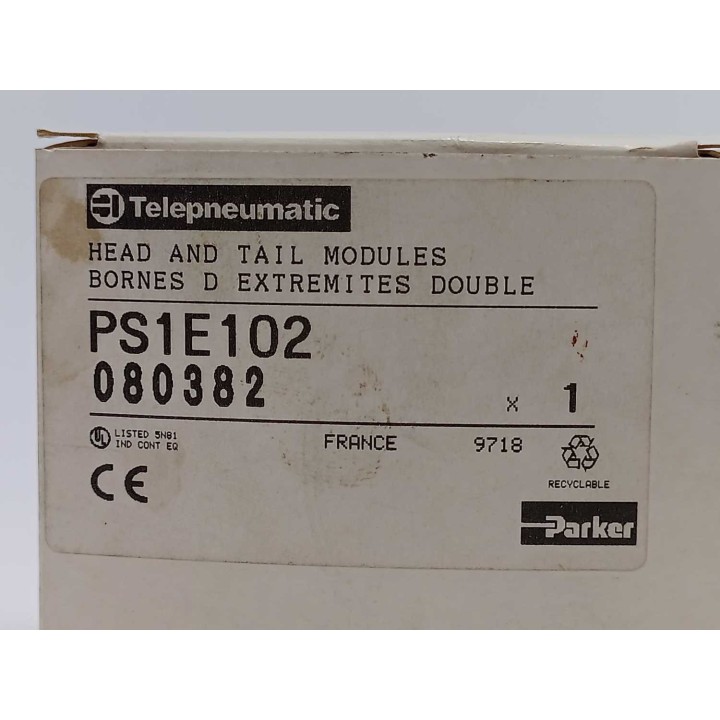 Telepneumatic
HEAD AND TAIL MODULES
BORNES D EXTREMITES DOUBLE
PS1E102
080382
x 1
UL LISTED 5N81
IND CONT EQ
FRANCE 9718
CE
RECYCLABLE
Parker